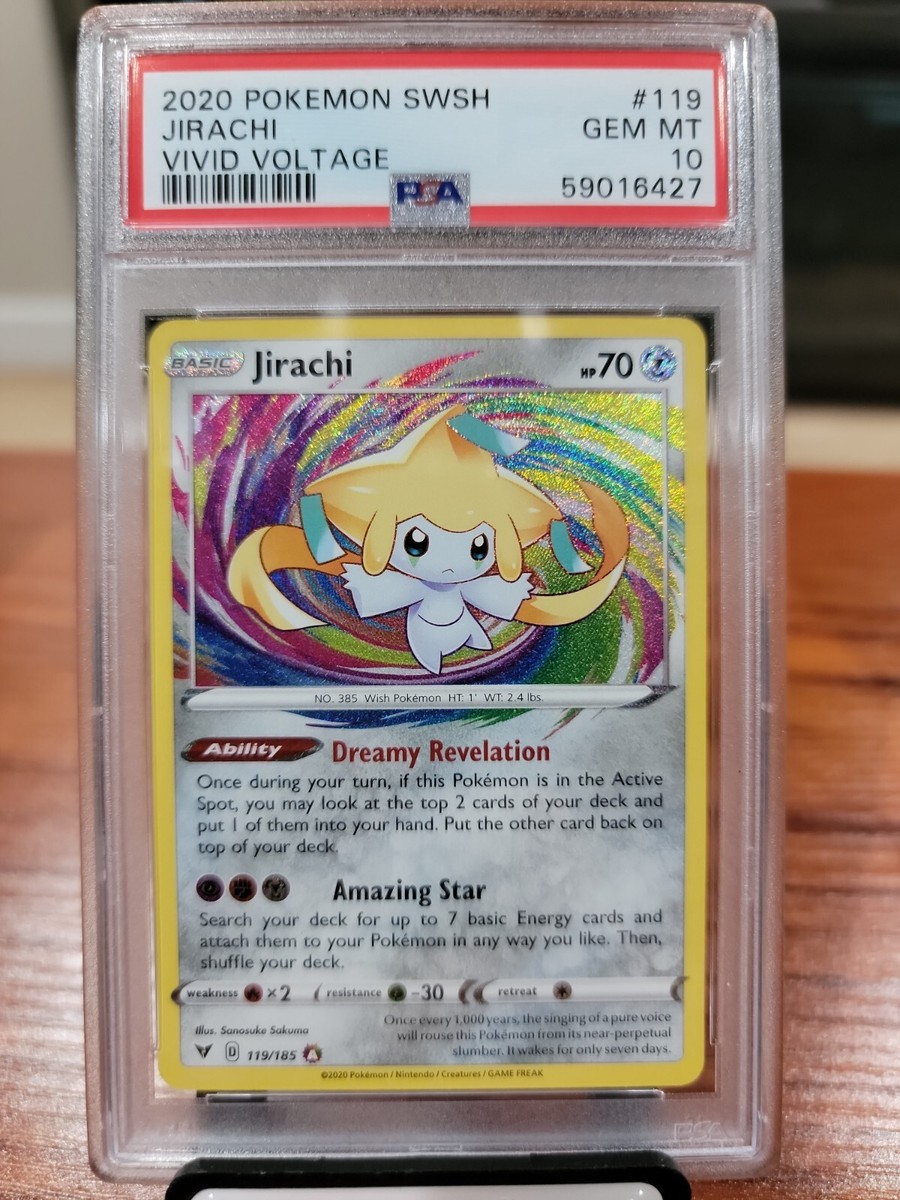 2020 POKEMON SWSH #119
JIRACHI GEM MT
VIVID VOLTAGE 10
PSA 59016427
BASIC Jirachi HP 70
NO. 385 Wish Pokémon HT: 1' WT: 2.4 lbs.
Ability Dreamy Revelation
Once during your turn, if this Pokémon is in the Active
Spot, you may look at the top 2 cards of your deck and
put 1 of them into your hand. Put the other card back on
top of your deck.
Amazing Star
Search your deck for up to 7 basic Energy cards and
attach them to your Pokémon in any way you like. Then,
shuffle your deck.
weakness ×2 resistance -30 retreat
Illus. Sanosuke Sakuma
Once every 1,000 years, the singing of a pure voice
will rouse this Pokémon from its near-perpetual
slumber. It wakes for only seven days.
D 119/185 A
©2020 Pokémon / Nintendo / Creatures / GAME FREAK
PSA